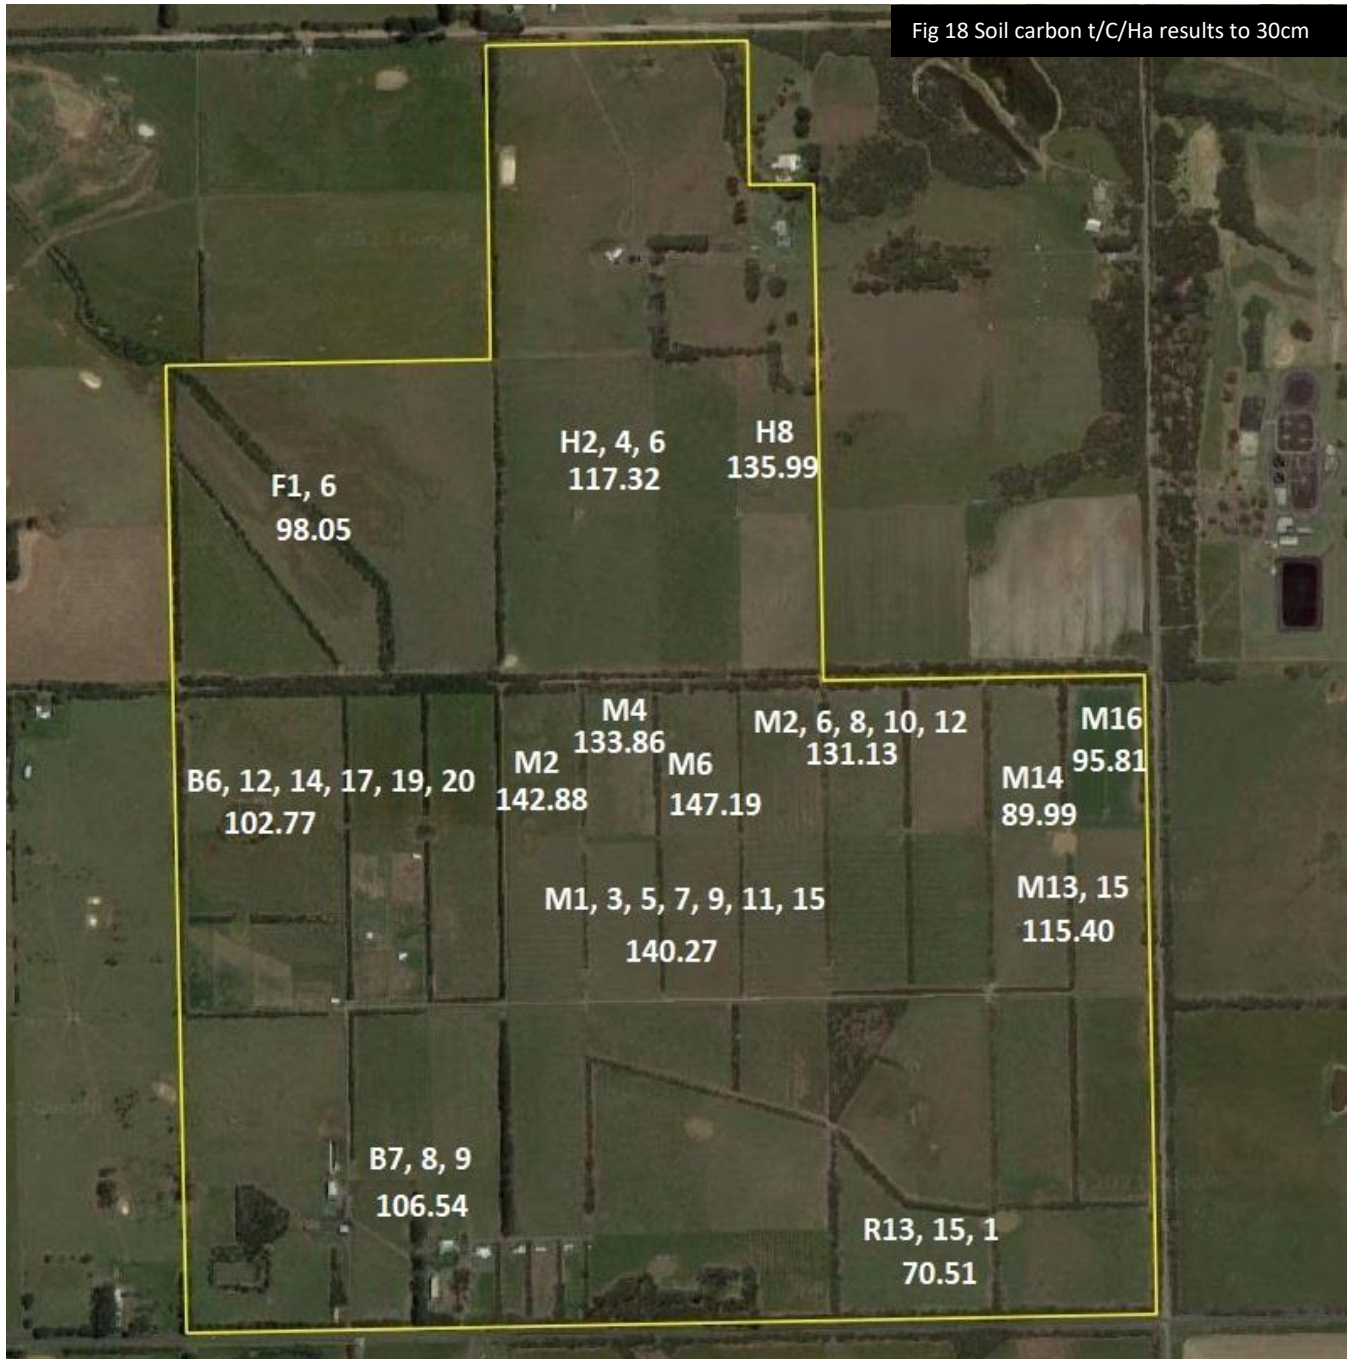 Fig 18 Soil carbon t/C/Ha results to 30cm
H2, 4, 6
117.32
H8
135.99
F1, 6
98.05
M4
133.86
M2, 6, 8, 10, 12
131.13
M16
95.81
B6, 12, 14, 17, 19, 20
102.77
M2
142.88
M6
147.19
M14
89.99
M1, 3, 5, 7, 9, 11, 15
140.27
M13, 15
115.40
B7, 8, 9
106.54
R13, 15, 1
70.51